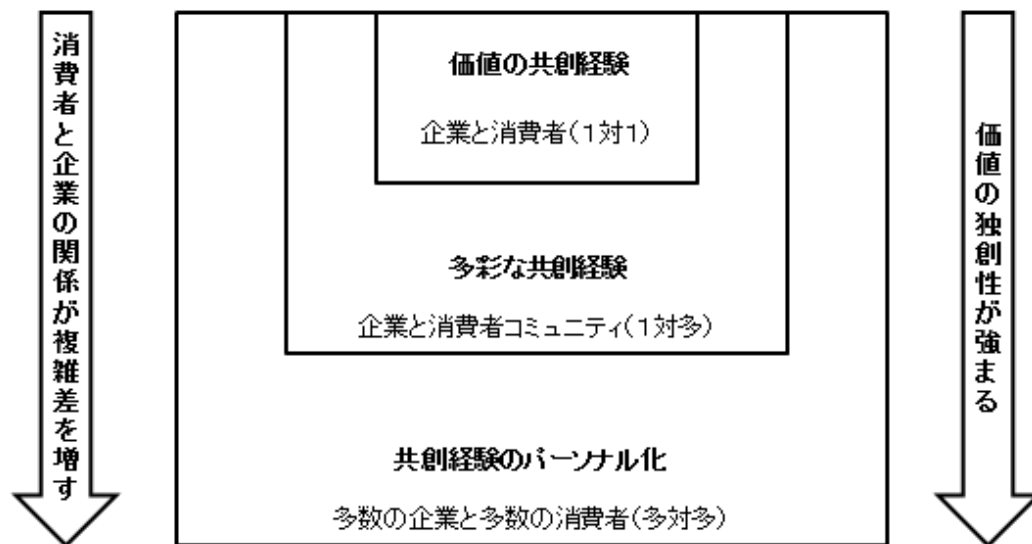 消費者と企業の関係が複雑差を増す
価値の共創経験
企業と消費者(1対1)
多彩な共創経験
企業と消費者コミュニティ(1対多)
共創経験のパーソナル化
多数の企業と多数の消費者(多対多)
価値の独創性が強まる